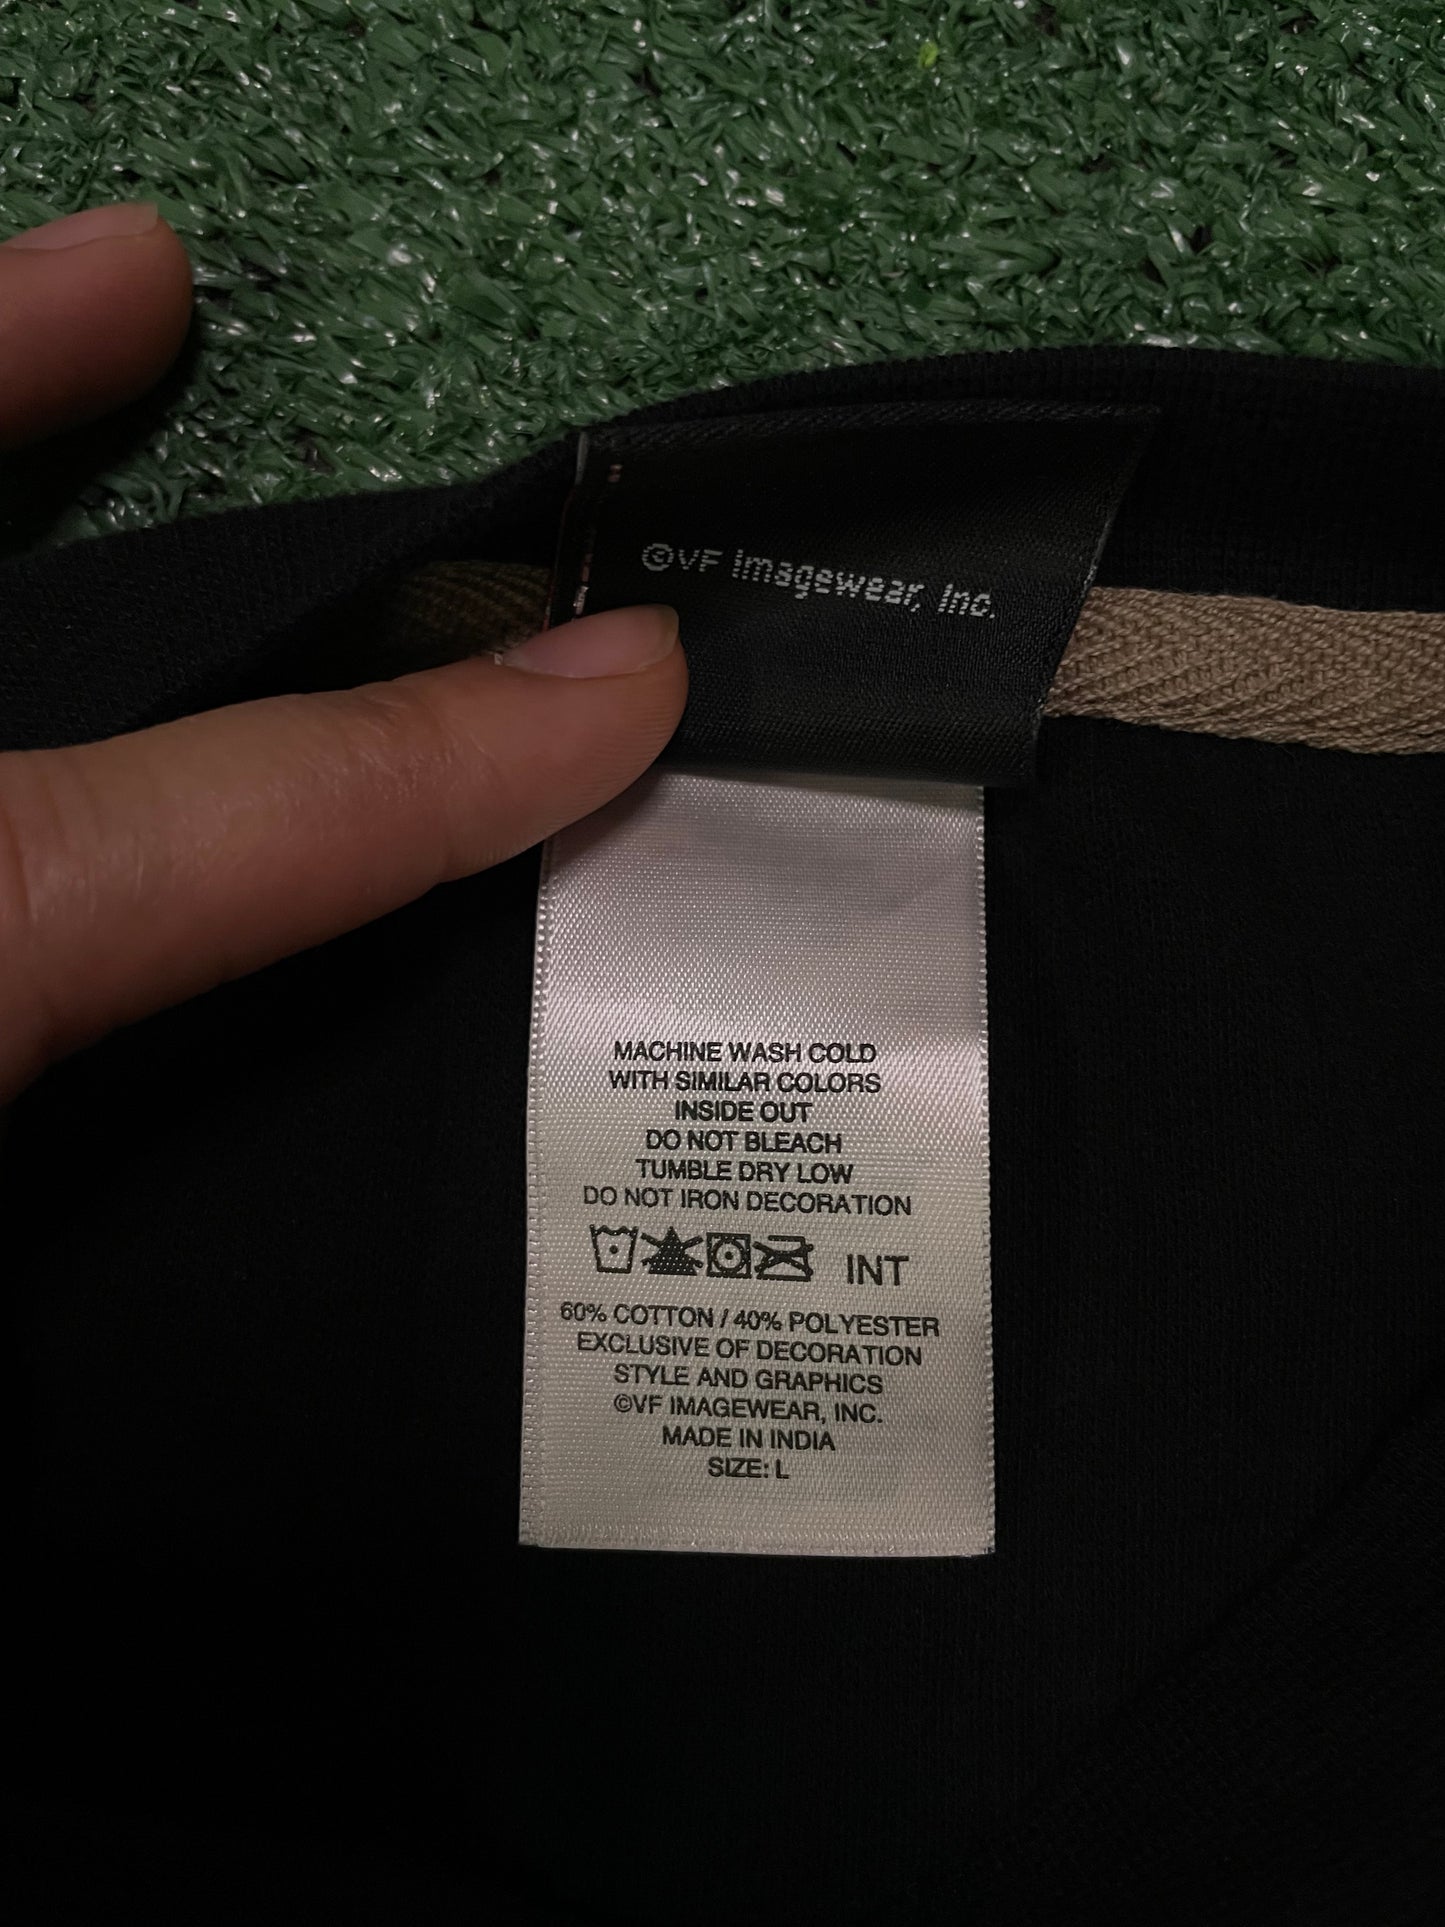 ©VF Imagewear, Inc.
MACHINE WASH COLD
WITH SIMILAR COLORS
INSIDE OUT
DO NOT BLEACH
TUMBLE DRY LOW
DO NOT IRON DECORATION
INT
60% COTTON / 40% POLYESTER
EXCLUSIVE OF DECORATION
STYLE AND GRAPHICS
©VF IMAGEWEAR, INC.
MADE IN INDIA
SIZE: L